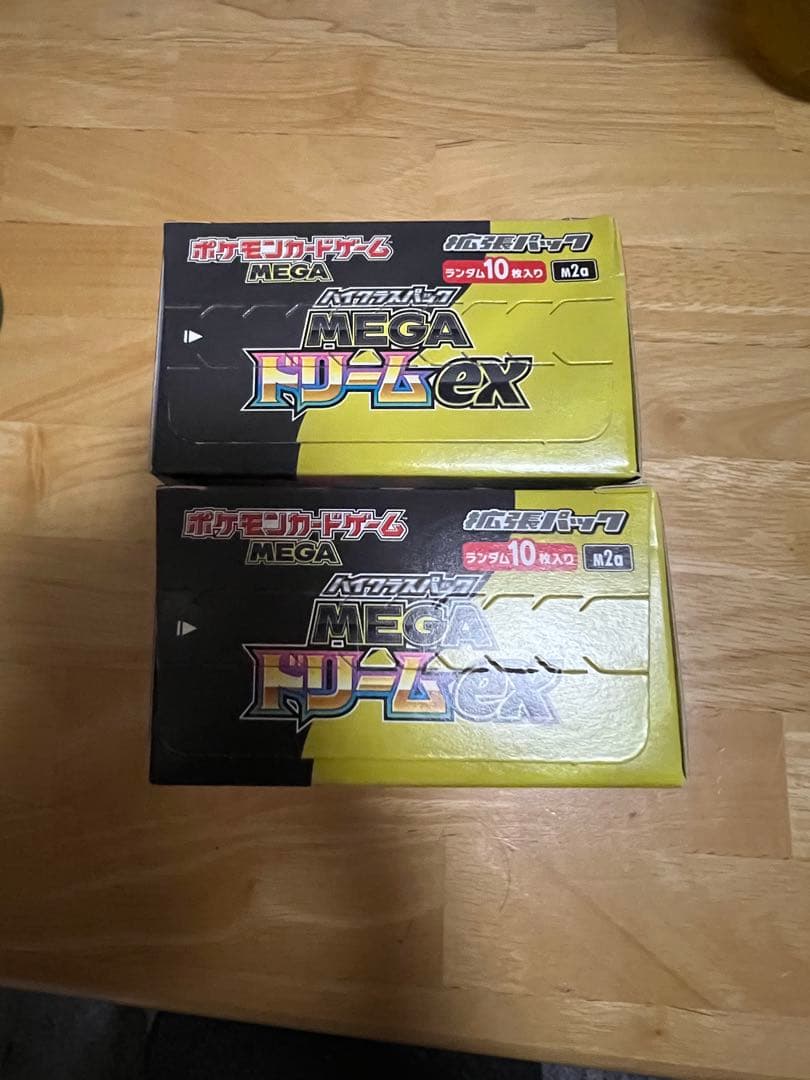 ポケモンカードゲーム
MEGA
拡張パック
ランダム10枚入り M2a
ハイクラスパック
MEGA
ドリームex
ポケモンカードゲーム
MEGA
拡張パック
ランダム10枚入り M2a
ハイクラスパック
MEGA
ドリームex